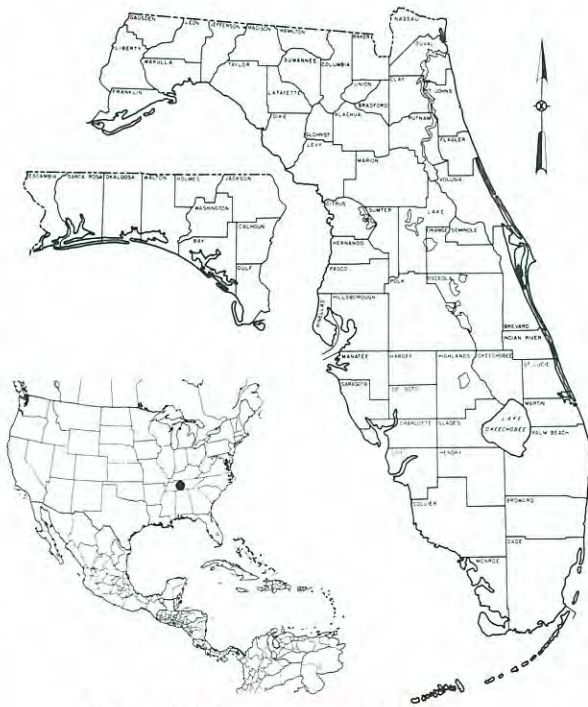 GADSDEN
LEON
JEFFERSON
MADISON
HAMILTON
NASSAU
BAKER
DUVAL
LIBERTY
WAKULLA
TAYLOR
SUWANNEE
COLUMBIA
UNION
CLAY
ST JOHNS
FRANKLIN
LAFAYETTE
BRADFORD
DIXIE
ALACHUA
PUTNAM
GILCHRIST
LEVY
FLAGLER
MARION
VOLUSIA
ESCAMBIA
SANTA ROSA
OKALOOSA
WALTON
HOLMES
JACKSON
WASHINGTON
BAY
CALHOUN
GULF
CITRUS
SUMTER
LAKE
ORANGE
SEMINOLE
HERNANDO
PASCO
POLK
OSCEOLA
HILLSBOROUGH
PINELLAS
BREVARD
INDIAN RIVER
MANATEE
HARDEE
HIGHLANDS
OKEECHOBEE
ST. LUCIE
SARASOTA
DE SOTO
MARTIN
CHARLOTTE
GLADES
LAKE
OKEECHOBEE
PALM BEACH
HENDRY
COLLIER
BROWARD
DADE
MONROE